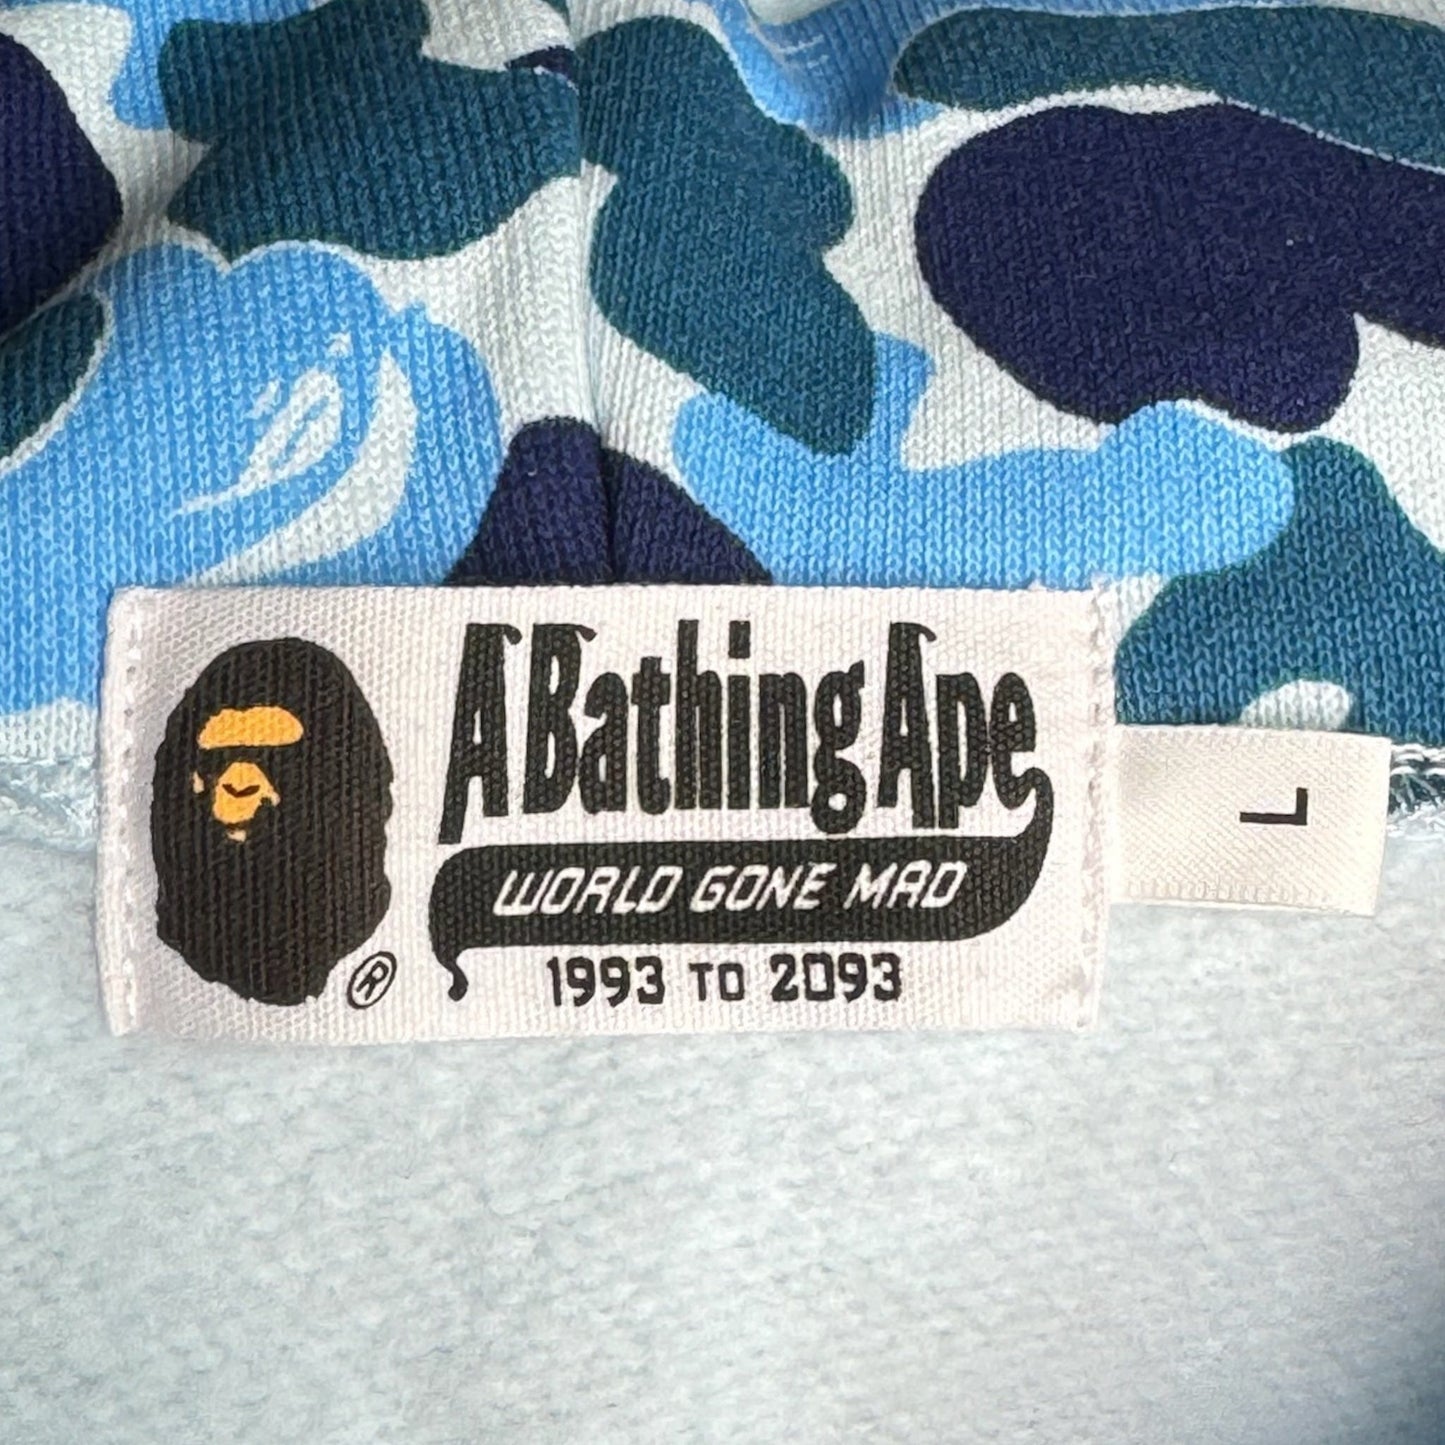 A Bathing Ape
WORLD GONE MAD
1993 TO 2093
®
L